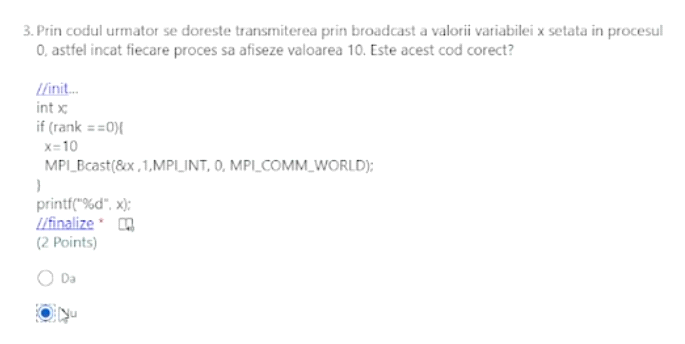 3. Prin codul urmator se doreste transmiterea prin broadcast a valorii variabilei x setata in procesul
0, astfel incat fiecare proces sa afiseze valoarea 10. Este acest cod corect?
//init...
int x;
if (rank ==0){
x=10
MPI_Bcast(&x ,1,MPI_INT, 0, MPI_COMM_WORLD);
}
printf("%d", x);
//finalize *
(2 Points)
Da
Nu